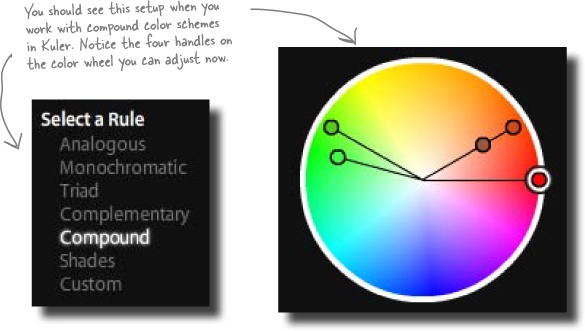 You should see this setup when you
work with compound color schemes
in Kuler. Notice the four handles on
the color wheel you can adjust now.
Select a Rule
Analogous
Monochromatic
Triad
Complementary
Compound
Shades
Custom